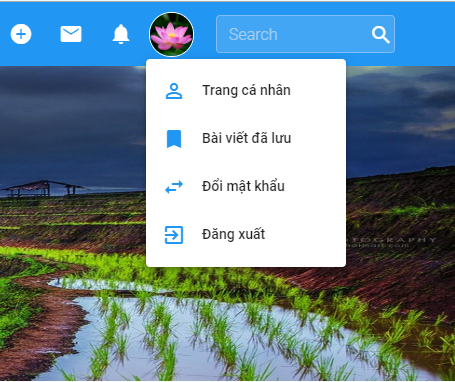 Search
Trang cá nhân
Bài viết đã lưu
Đổi mật khẩu
Đăng xuất